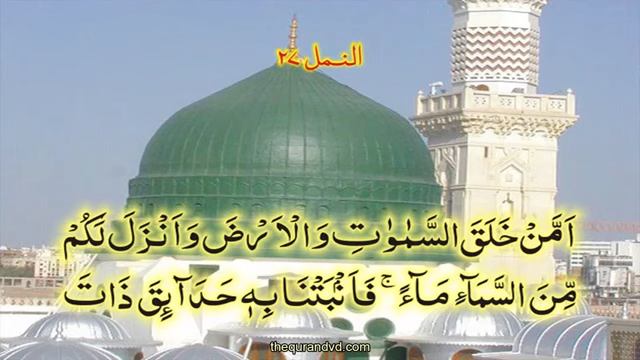 النمل ٢٧
اَمَّنۡ خَلَقَ السَّمٰوٰتِ وَالۡاَرۡضَ وَاَنۡزَلَ لَكُمۡ
مِّنَ السَّمَآءِ مَآءً ۚ فَاَنۡۢبَتۡنَا بِهٖ حَدَآئِقَ ذَاتَ
thequrandvd.com